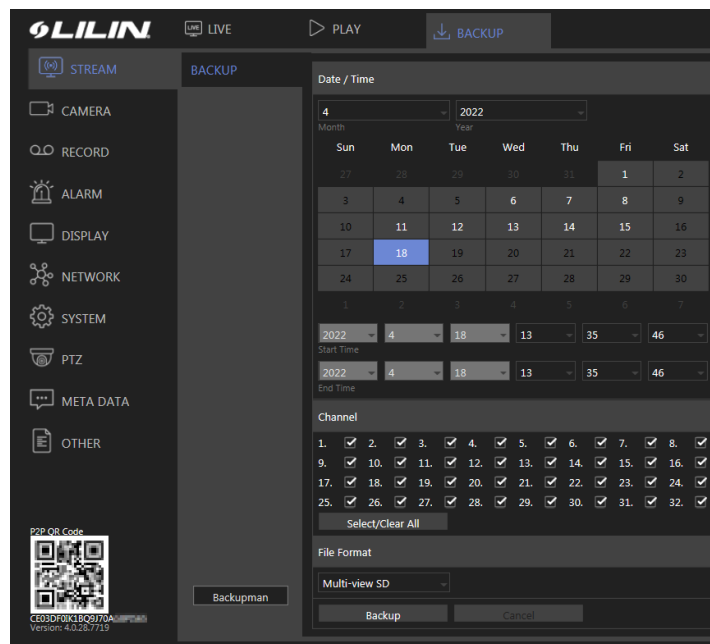 LILIN
LIVE LIVE
PLAY
BACKUP
STREAM
CAMERA
RECORD
ALARM
DISPLAY
NETWORK
SYSTEM
PTZ
META DATA
OTHER
BACKUP
Date / Time
4 2022
Month Year
Sun Mon Tue Wed Thu Fri Sat
27 28 29 30 31 1 2
3 4 5 6 7 8 9
10 11 12 13 14 15 16
17 18 19 20 21 22 23
24 25 26 27 28 29 30
1 2 3 4 5 6 7
2022 4 18 13 35 46
Start Time
2022 4 18 13 35 46
End Time
Channel
1. 2. 3. 4. 5. 6. 7. 8.
9. 10. 11. 12. 13. 14. 15. 16.
17. 18. 19. 20. 21. 22. 23. 24.
25. 26. 27. 28. 29. 30. 31. 32.
Select/Clear All
File Format
Multi-view SD
Backup Cancel
Backupman
P2P QR Code
Version: 4.0.28.7719